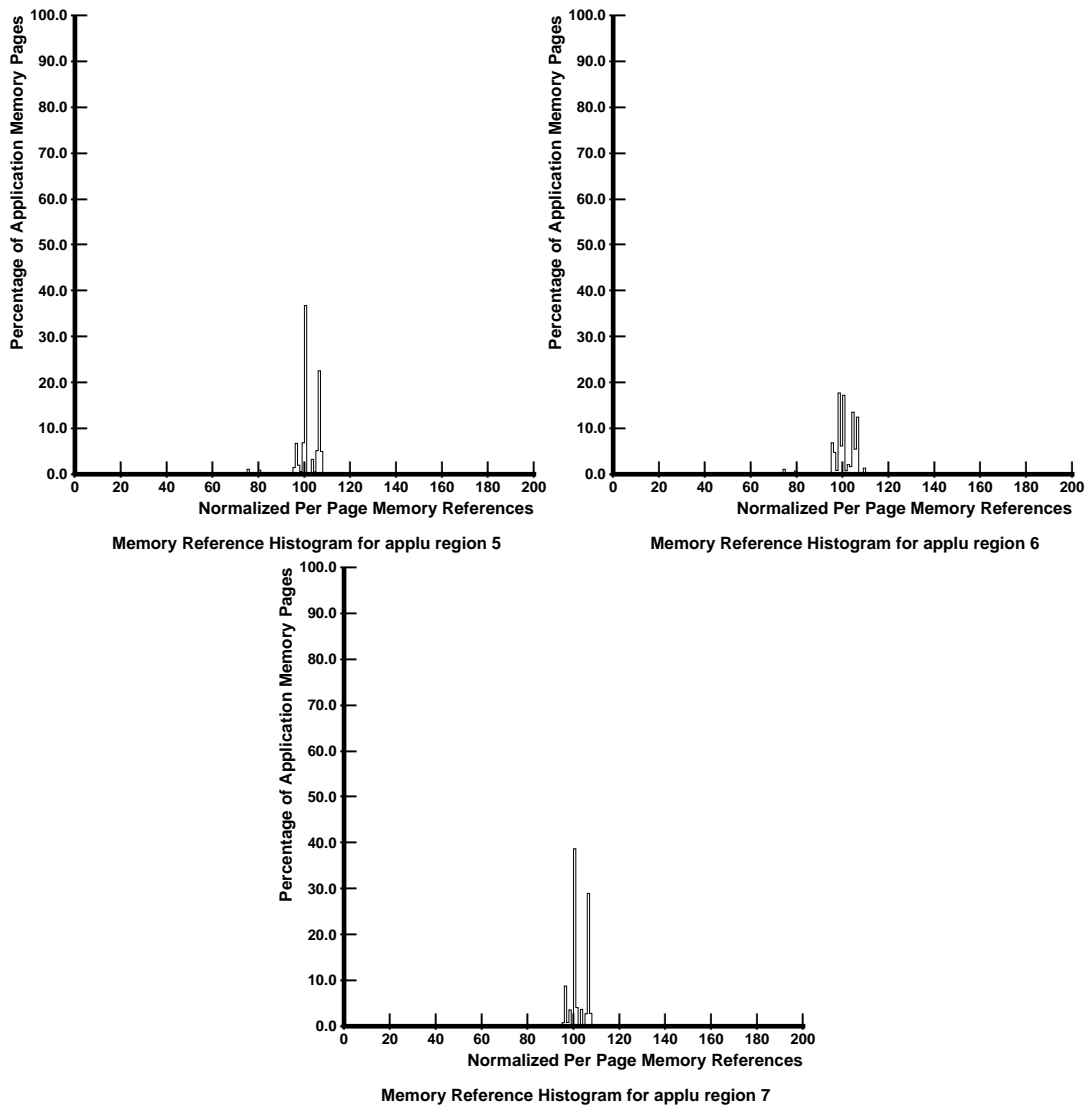 Percentage of Application Memory Pages
100.0
90.0
80.0
70.0
60.0
50.0
40.0
30.0
20.0
10.0
0.0
0 20 40 60 80 100 120 140 160 180 200
Normalized Per Page Memory References
Memory Reference Histogram for applu region 5
Percentage of Application Memory Pages
100.0
90.0
80.0
70.0
60.0
50.0
40.0
30.0
20.0
10.0
0.0
0 20 40 60 80 100 120 140 160 180 200
Normalized Per Page Memory References
Memory Reference Histogram for applu region 6
Percentage of Application Memory Pages
100.0
90.0
80.0
70.0
60.0
50.0
40.0
30.0
20.0
10.0
0.0
0 20 40 60 80 100 120 140 160 180 200
Normalized Per Page Memory References
Memory Reference Histogram for applu region 7